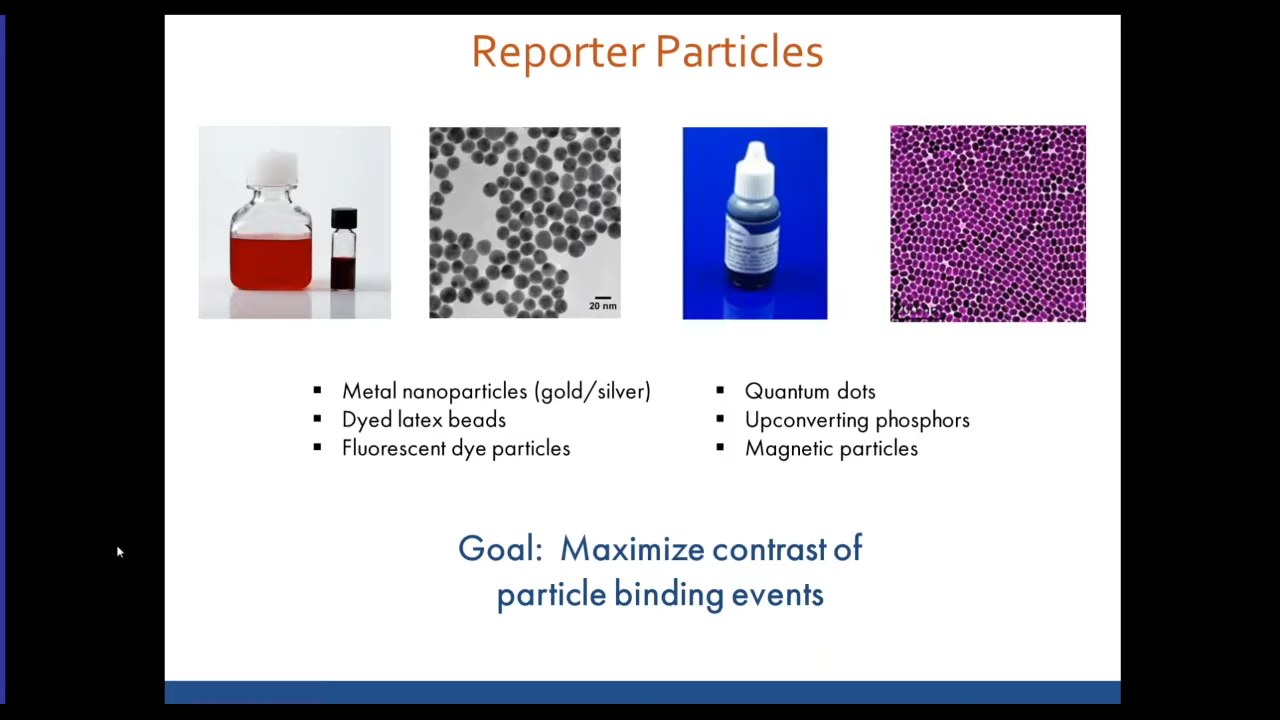 Reporter Particles
20 nm
▪ Metal nanoparticles (gold/silver)
▪ Dyed latex beads
▪ Fluorescent dye particles
▪ Quantum dots
▪ Upconverting phosphors
▪ Magnetic particles
Goal: Maximize contrast of
particle binding events